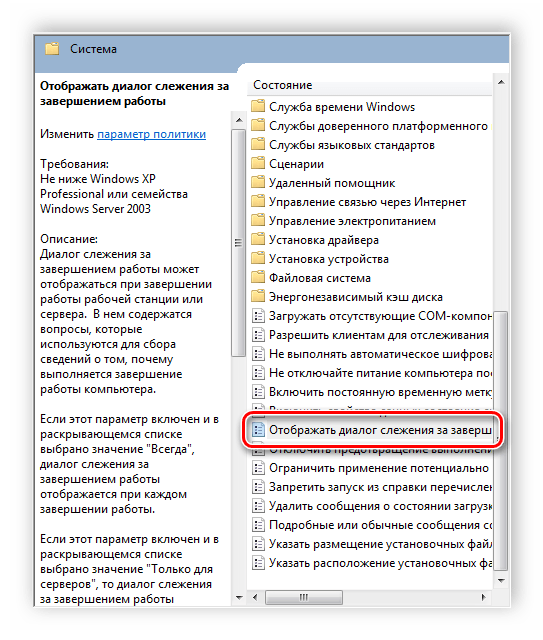 Система
Отображать диалог слежения за
завершением работы
Изменить параметр политики
Требования:
Не ниже Windows XP
Professional или семейства
Windows Server 2003
Описание:
Диалог слежения за
завершением работы может
отображаться при завершении
работы рабочей станции или
сервера. В нем содержатся
вопросы, которые
используются для сбора
сведений о том, почему
выполняется завершение
работы компьютера.
Если этот параметр включен и в
раскрывающемся списке
выбрано значение "Всегда",
диалог слежения за
завершением работы
отображается при каждом
завершении работы.
Если этот параметр включен и в
раскрывающемся списке
выбрано значение "Только для
серверов", то диалог слежения
за завершением работы
Состояние
Служба времени Windows
Службы доверенного платформенного
Службы языковых стандартов
Сценарии
Удаленный помощник
Управление связью через Интернет
Управление электропитанием
Установка драйвера
Установка устройства
Файловая система
Энергонезависимый кэш диска
Загружать отсутствующие COM-компон
Разрешить клиентам для отслеживания
Не выполнять автоматическое шифрова
Не отключайте питание компьютера пос
Включить постоянную временную метк
Отображать диалог слежения за заверш
Отключить предотвращение выполнени
Ограничить применение потенциально
Запретить запуск из справки перечислен
Удалить сообщения о состоянии загрузк
Подробные или обычные сообщения со
Указать размещение установочных файл
Указать расположение установочных фай